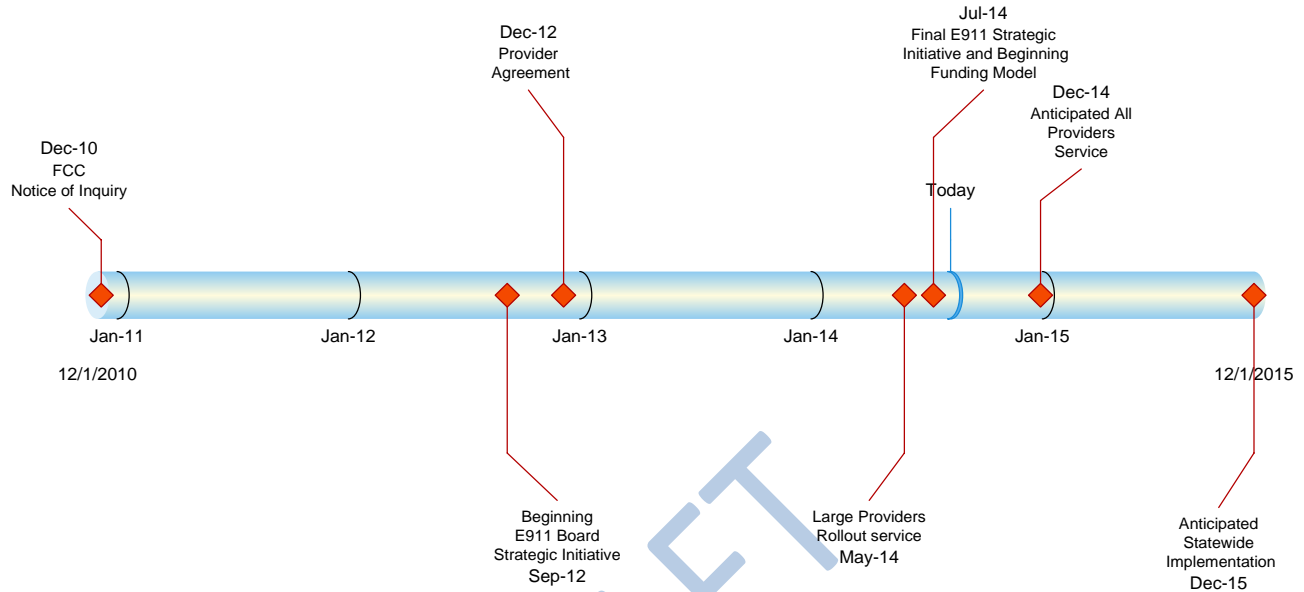 Jul-14
Final E911 Strategic
Initiative and Beginning
Funding Model
Dec-12
Provider
Agreement
Dec-14
Anticipated All
Providers
Service
Dec-10
FCC
Notice of Inquiry
Today
Jan-11
Jan-12
Jan-13
Jan-14
Jan-15
12/1/2010
12/1/2015
Beginning
E911 Board
Strategic Initiative
Sep-12
Large Providers
Rollout service
May-14
Anticipated
Statewide
Implementation
Dec-15